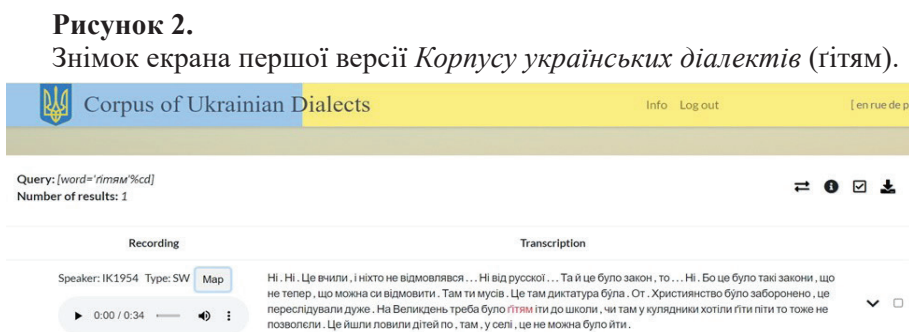 Рисунок 2.
Знімок екрана першої версії Корпусу українських діалектів (ґітям).
Corpus of Ukrainian Dialects Info Log out [ en rue de p
Query: [word='ґітям'%cd]
Number of results: 1
Recording Transcription
Speaker: IK1954 Type: SW Map
0:00 / 0:34
Ні . Ні . Це вчили , і ніхто не відмовлявся . . . Ні від русскої . . . Та й це було закон , то . . . Ні . Бо це було такі закони , що
не тепер , що можна си відмовити . Там ти мусів . Це там диктатура бу́ла . От . Християнство бу́ло заборонено , це
переслідували дуже . На Великдень треба було ґітям іти до школи , чи там у кулядники хотіли ґіти піти то тоже не
позволєли . Це йшли ловили дітей по , там , у селі , це не можна було йти .